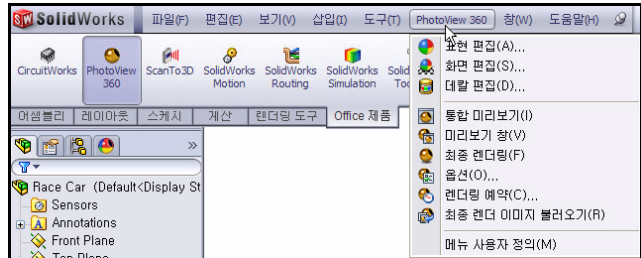 SolidWorks 파일(F) 편집(E) 보기(V) 삽입(I) 도구(T) PhotoView 360 창(W) 도움말(H)
CircuitWorks PhotoView 360 ScanTo3D SolidWorks Motion SolidWorks Routing SolidWorks Simulation
어셈블리 레이아웃 스케치 계산 렌더링 도구 Office 제품
Race Car (Default<Display St
Sensors
Annotations
Front Plane
Top Plane
표현 편집(A)...
화면 편집(S)...
데칼 편집(D)...
통합 미리보기(I)
미리보기 창(V)
최종 렌더링(F)
옵션(O)...
렌더링 예약(C)...
최종 렌더 이미지 불러오기(R)
메뉴 사용자 정의(M)